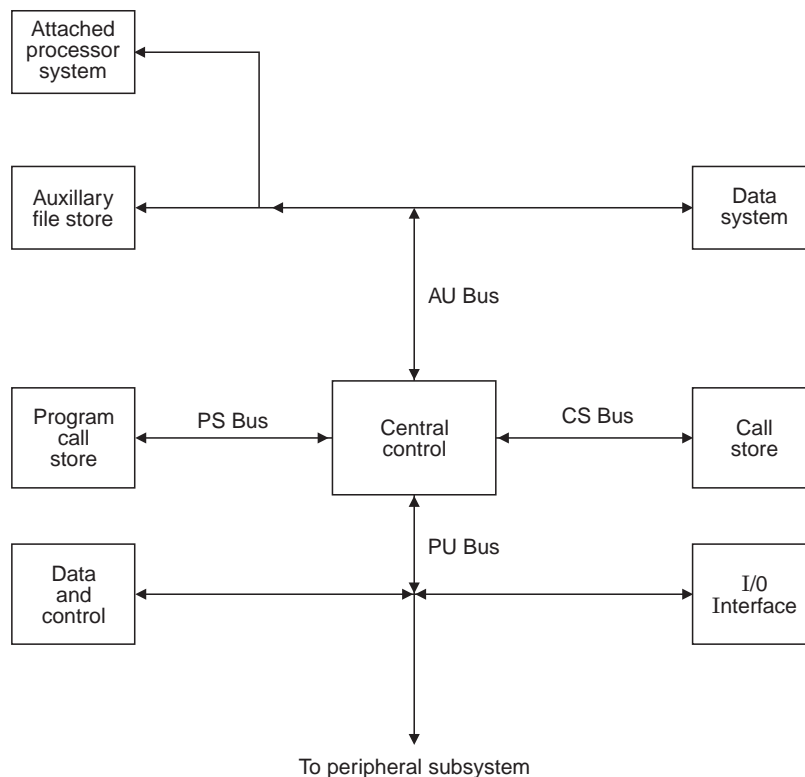 Attached
processor
system
Auxillary
file store
Data
system
AU Bus
Program
call
store
PS Bus
Central
control
CS Bus
Call
store
PU Bus
Data
and
control
I/0
Interface
To peripheral subsystem